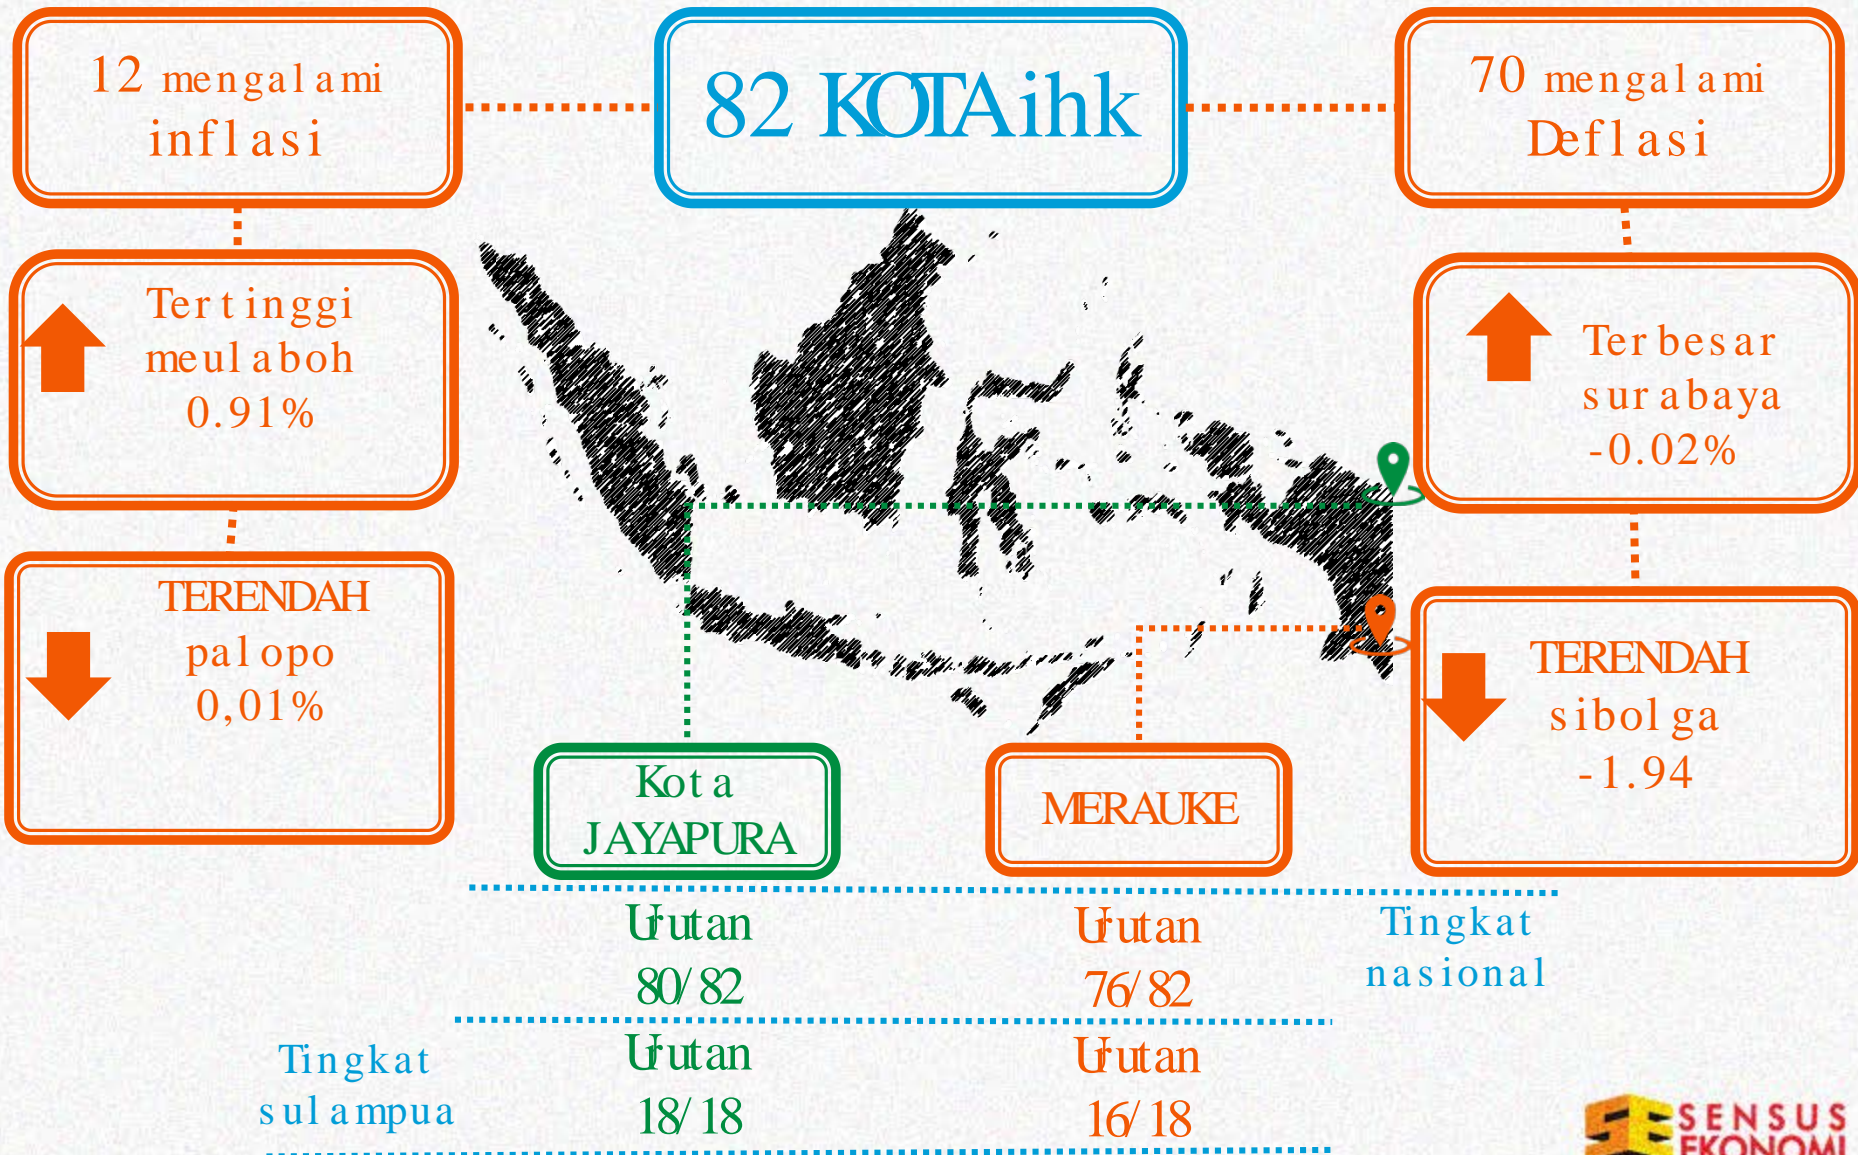 12 mengalami
inflasi
82 KOTA ihk
70 mengalami
Deflasi
Tertinggi
meulaboh
0.91%
Terbesar
surabaya
-0.02%
TERENDAH
palopo
0,01%
TERENDAH
sibolga
-1.94
Kota
JAYAPURA
MERAUKE
Urutan
80/82
Urutan
76/82
Tingkat
nasional
Tingkat
sulampua
Urutan
18/18
Urutan
16/18
SENSUS
EKONOMI